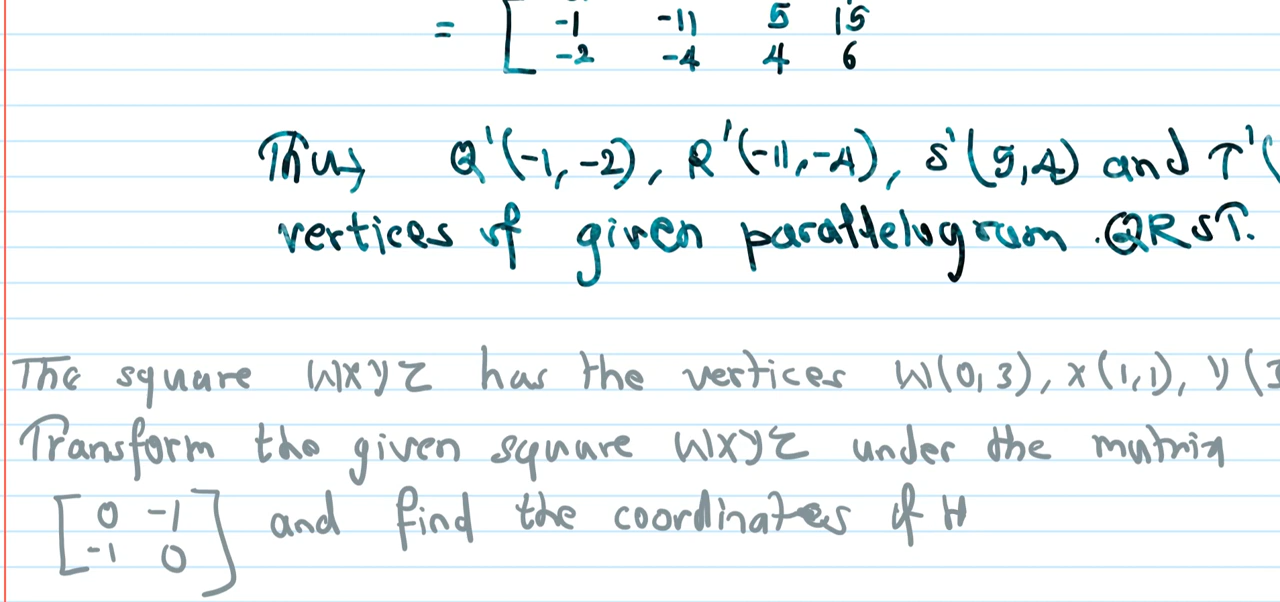 = [ -1 -11 5 15
-2 -4 4 6
Thus Q'(-1, -2), R'(-11, -4), S'(5,4) and T'(
vertices of given parallelogram QRST.
The square WXYZ has the vertices W(0,3), X(1,1), Y(3
Transform the given square WXYZ under the matrix
[ 0 -1 ] and find the coordinates of H
-1 0